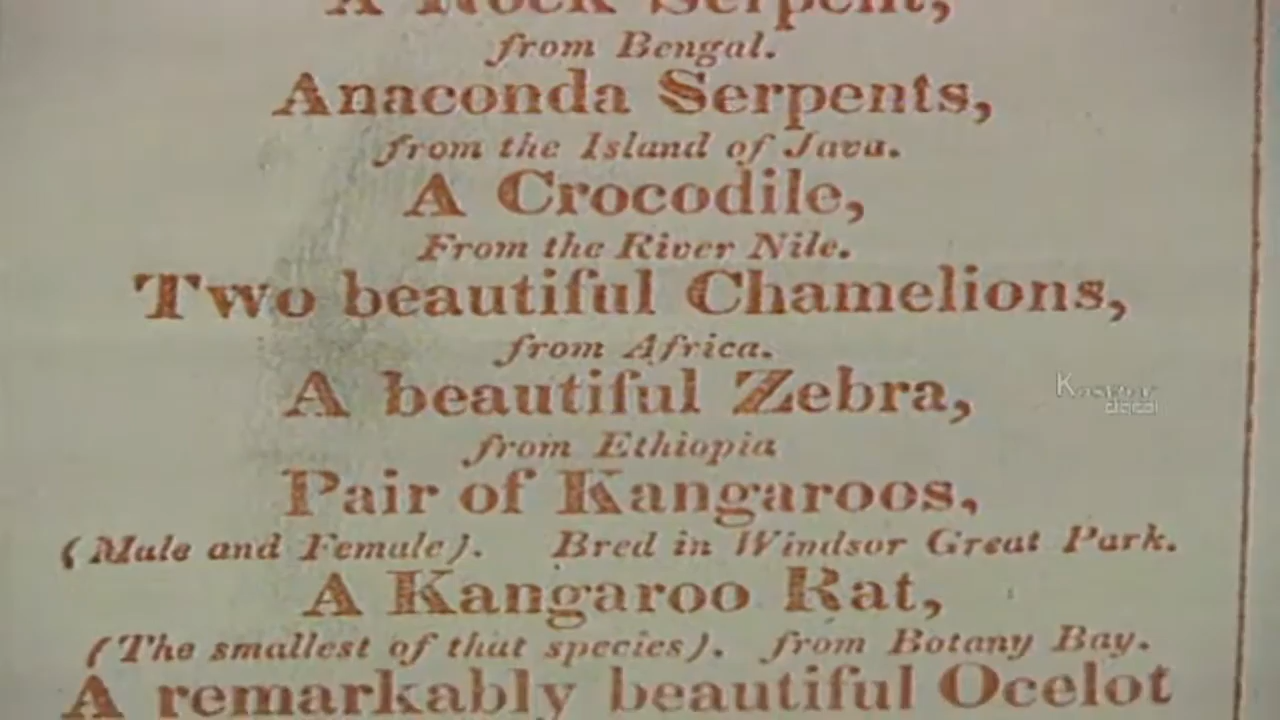 A Rock Serpent,
from Bengal.
Anaconda Serpents,
from the Island of Java.
A Crocodile,
From the River Nile.
Two beautiful Chamelions,
from Africa.
A beautiful Zebra,
from Ethiopia
Pair of Kangaroos,
(Male and Female). Bred in Windsor Great Park.
A Kangaroo Rat,
(The smallest of that species). from Botany Bay.
A remarkably beautiful Ocelot